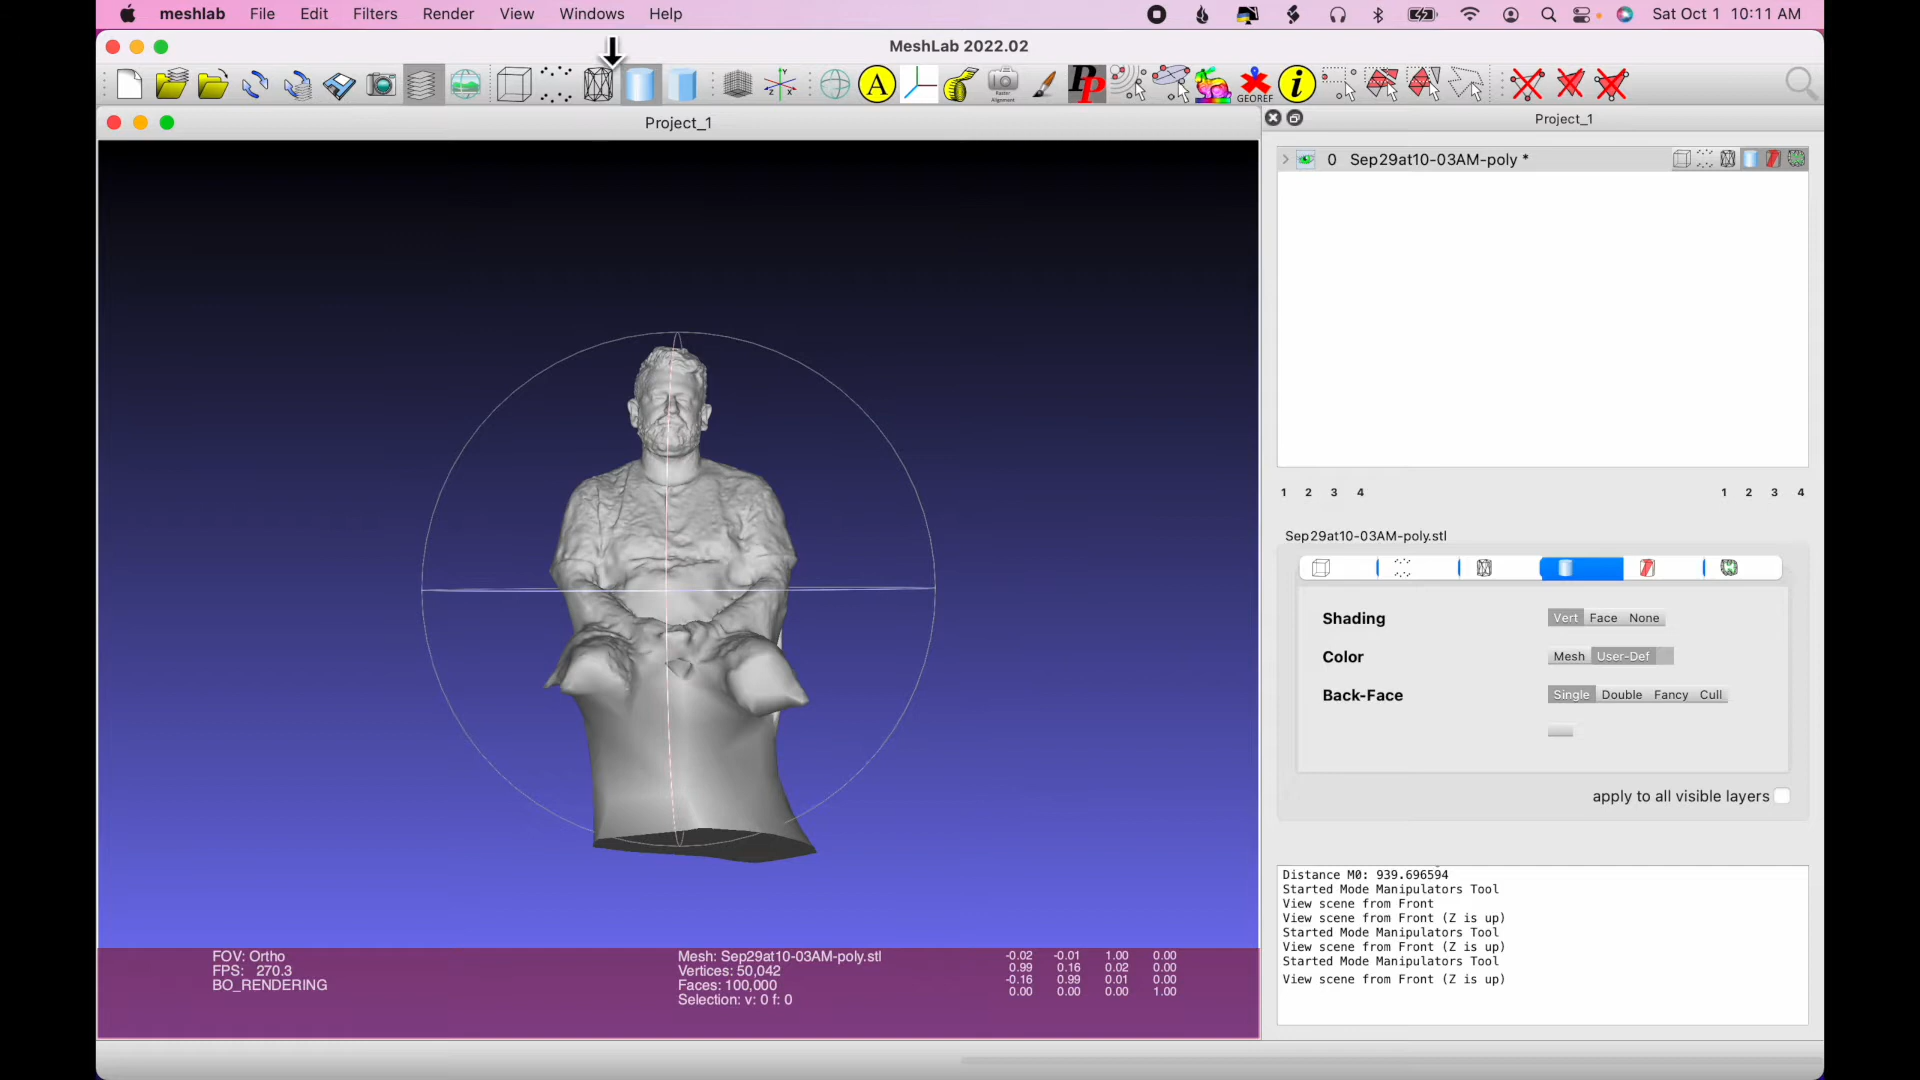 meshlab File Edit Filters Render View Windows Help Sat Oct 1 10:11 AM
MeshLab 2022.02
A PP GEOREF i
Project_1
Project_1
0 Sep29at10-03AM-poly *
1 2 3 4 1 2 3 4
Sep29at10-03AM-poly.stl
Shading Vert Face None
Color Mesh User-Def
Back-Face Single Double Fancy Cull
apply to all visible layers
Distance M0: 939.696594
Started Mode Manipulators Tool
View scene from Front
View scene from Front (Z is up)
Started Mode Manipulators Tool
View scene from Front (Z is up)
Started Mode Manipulators Tool
View scene from Front (Z is up)
FOV: Ortho
FPS: 270.3
BO_RENDERING
Mesh: Sep29at10-03AM-poly.stl
Vertices: 50,042
Faces: 100,000
Selection: v: 0 f: 0
-0.02 -0.01 1.00 0.00
0.99 0.16 0.02 0.00
-0.16 0.99 0.01 0.00
0.00 0.00 0.00 1.00